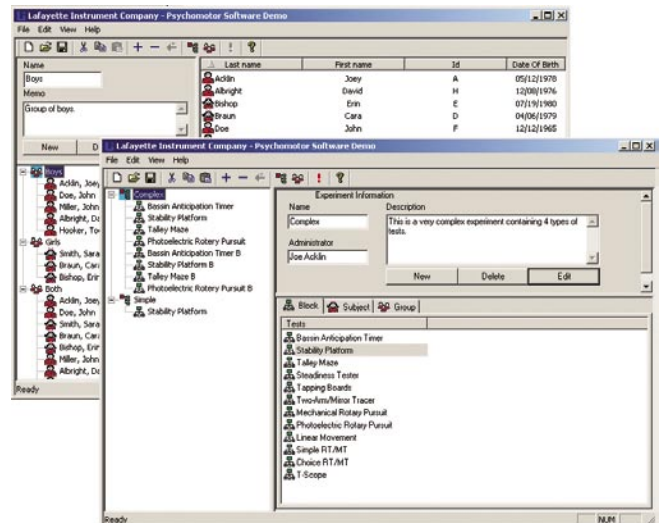 Lafayette Instrument Company - Psychomotor Software Demo
File Edit View Help
Name
Boys
Memo
Group of boys.
New D
Last name First name Id Date Of Birth
Acklin Joey A 05/12/1978
Albright David H 12/08/1976
Bishop Erin E 07/19/1980
Braun Cara D 04/06/1979
Doe John F 12/12/1965
Boys
Acklin, Joey
Doe, John
Miller, John
Albright, Da
Hooker, To
Girls
Smith, Sara
Braun, Cara
Bishop, Erin
Both
Acklin, Joey
Doe, John
Smith, Sara
Braun, Cara
Bishop, Erin
Miller, John
Albright, Da
Ready
Lafayette Instrument Company - Psychomotor Software Demo
File Edit View Help
Complex
Bassin Anticipation Timer
Stability Platform
Talley Maze
Photoelectric Rotery Pursuit
Bassin Anticipation Timer B
Stability Platform B
Talley Maze B
Photoelectric Rotery Pursuit B
Simple
Stability Platform
Experiment Information
Name
Complex
Administrator
Joe Acklin
Description
This is a very complex experiment containing 4 types of
tests.
New Delete Edit
Block Subject Group
Tests
Bassin Anticipation Timer
Stability Platform
Talley Maze
Steadiness Tester
Tapping Boards
Two-Arm/Mirror Tracer
Mechanical Rotary Pursuit
Photoelectric Rotary Pursuit
Linear Movement
Simple RT/MT
Choice RT/MT
T-Scope
Ready NUM